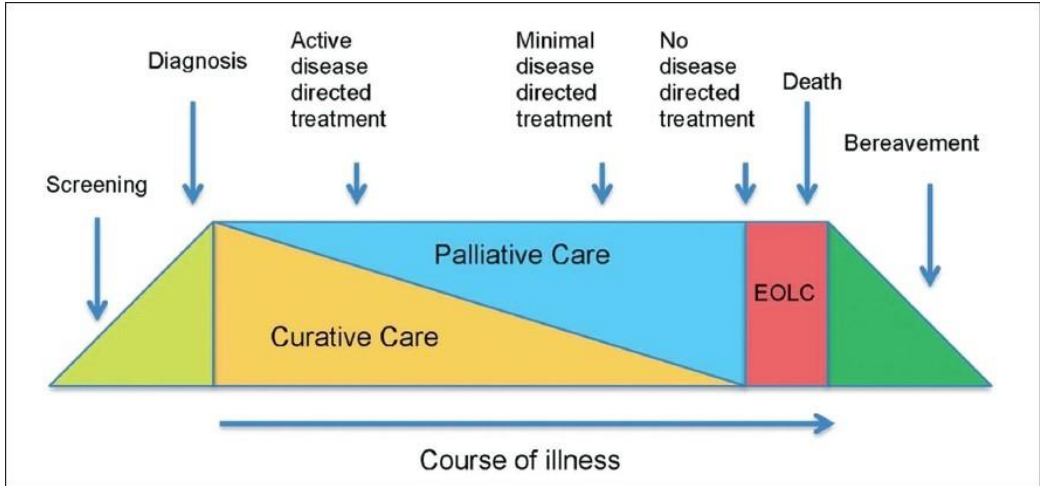 Screening
Diagnosis
Active
disease
directed
treatment
Minimal
disease
directed
treatment
No
disease
directed
treatment
Death
Bereavement
Palliative Care
Curative Care
EOLC
Course of illness